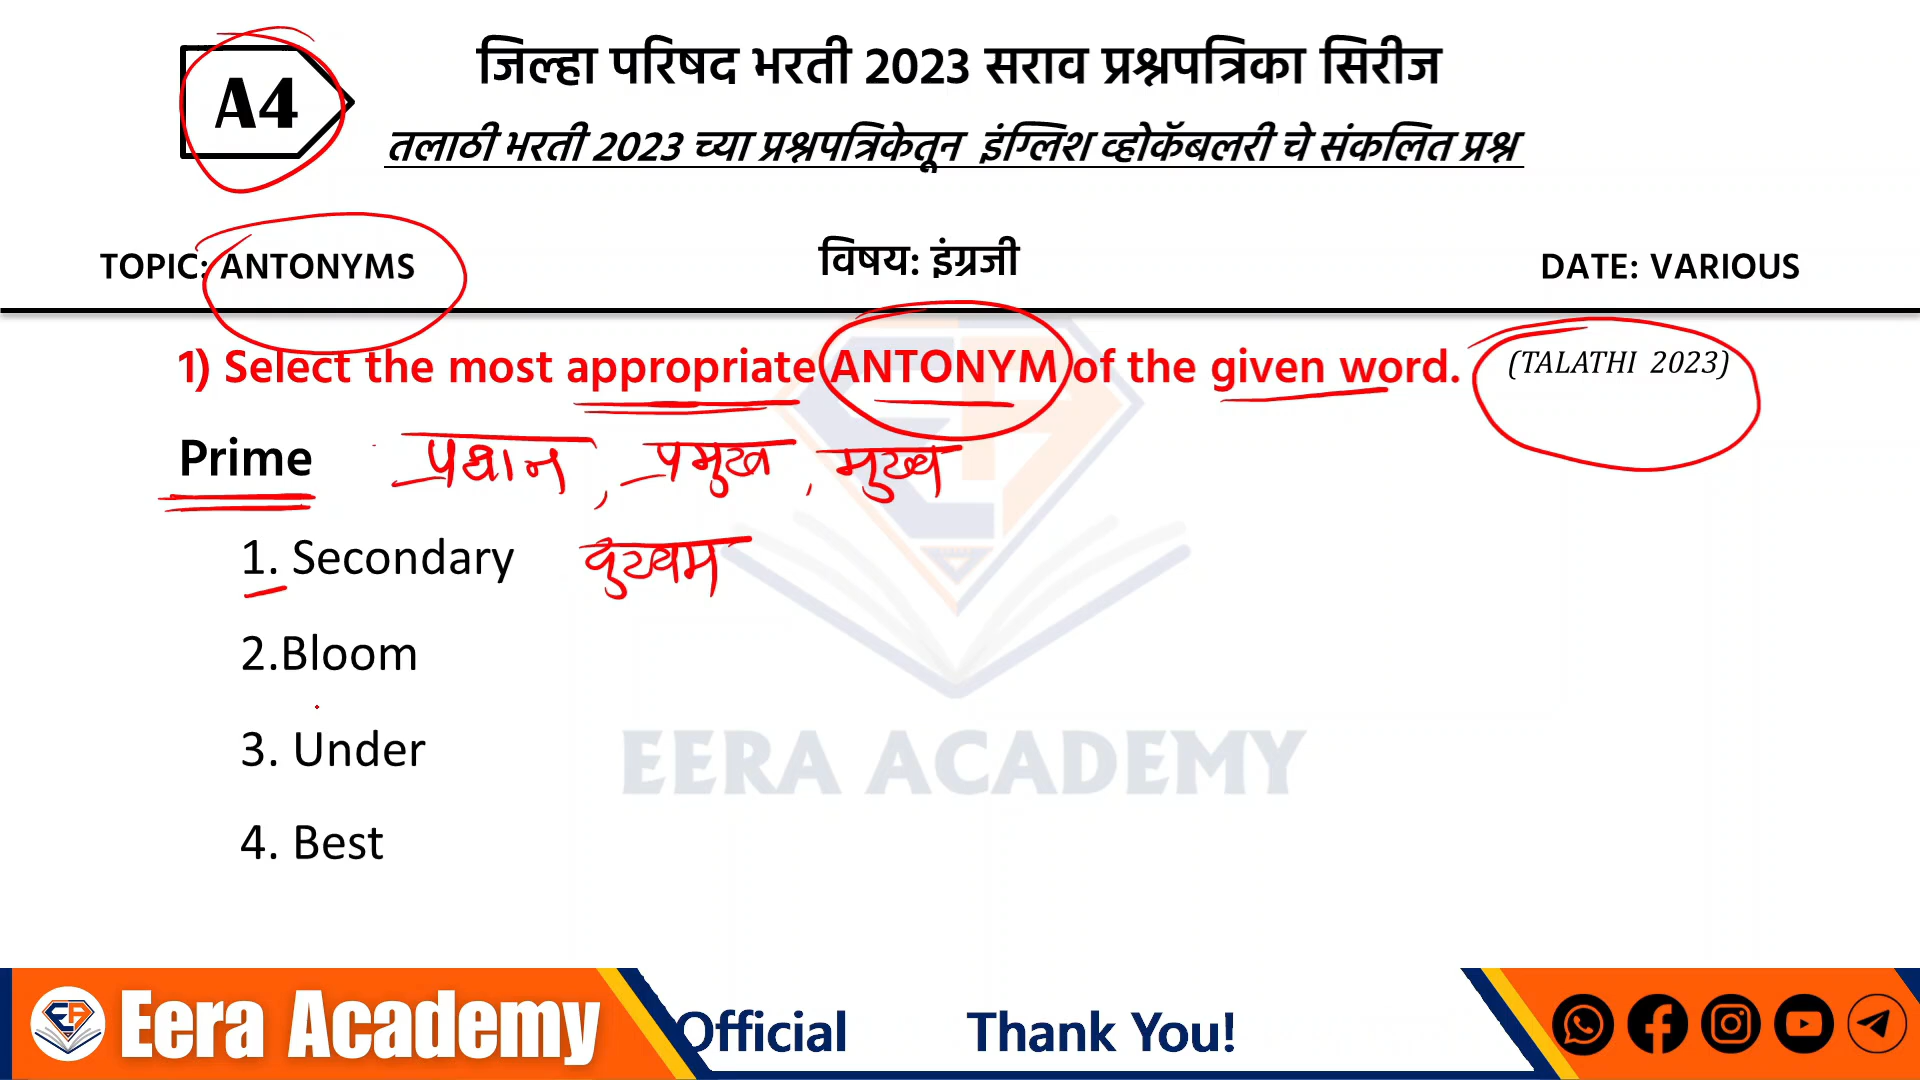 A4
जिल्हा परिषद भरती 2023 सराव प्रश्नपत्रिका सिरीज
तलाठी भरती 2023 च्या प्रश्नपत्रिकेतून इंग्लिश व्होकॅबलरी चे संकलित प्रश्न
TOPIC: ANTONYMS विषय: इंग्रजी DATE: VARIOUS
1) Select the most appropriate ANTONYM of the given word. (TALATHI 2023)
Prime प्रधान, प्रमुख, मुख्य
1. Secondary दुय्यम
2.Bloom
3. Under
4. Best
EERA ACADEMY
Eera Academy Official Thank You!